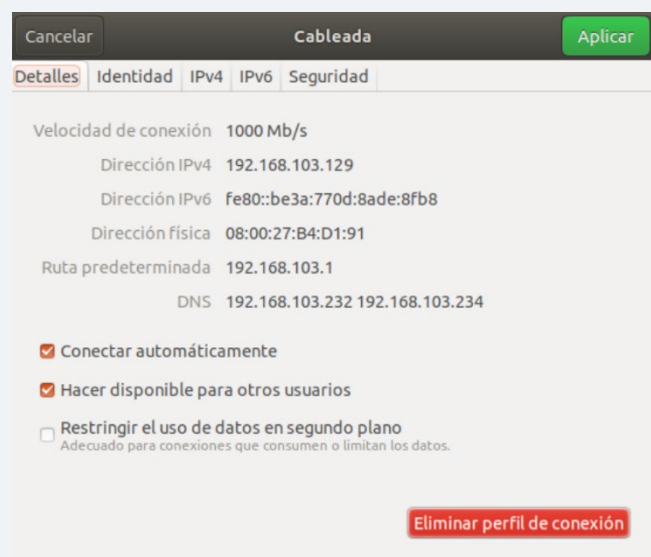 Cancelar Cableada Aplicar
Detalles Identidad IPv4 IPv6 Seguridad
Velocidad de conexión 1000 Mb/s
Dirección IPv4 192.168.103.129
Dirección IPv6 fe80::be3a:770d:8ade:8fb8
Dirección física 08:00:27:B4:D1:91
Ruta predeterminada 192.168.103.1
DNS 192.168.103.232 192.168.103.234
Conectar automáticamente
Hacer disponible para otros usuarios
Restringir el uso de datos en segundo plano
Adecuado para conexiones que consumen o limitan los datos.
Eliminar perfil de conexión